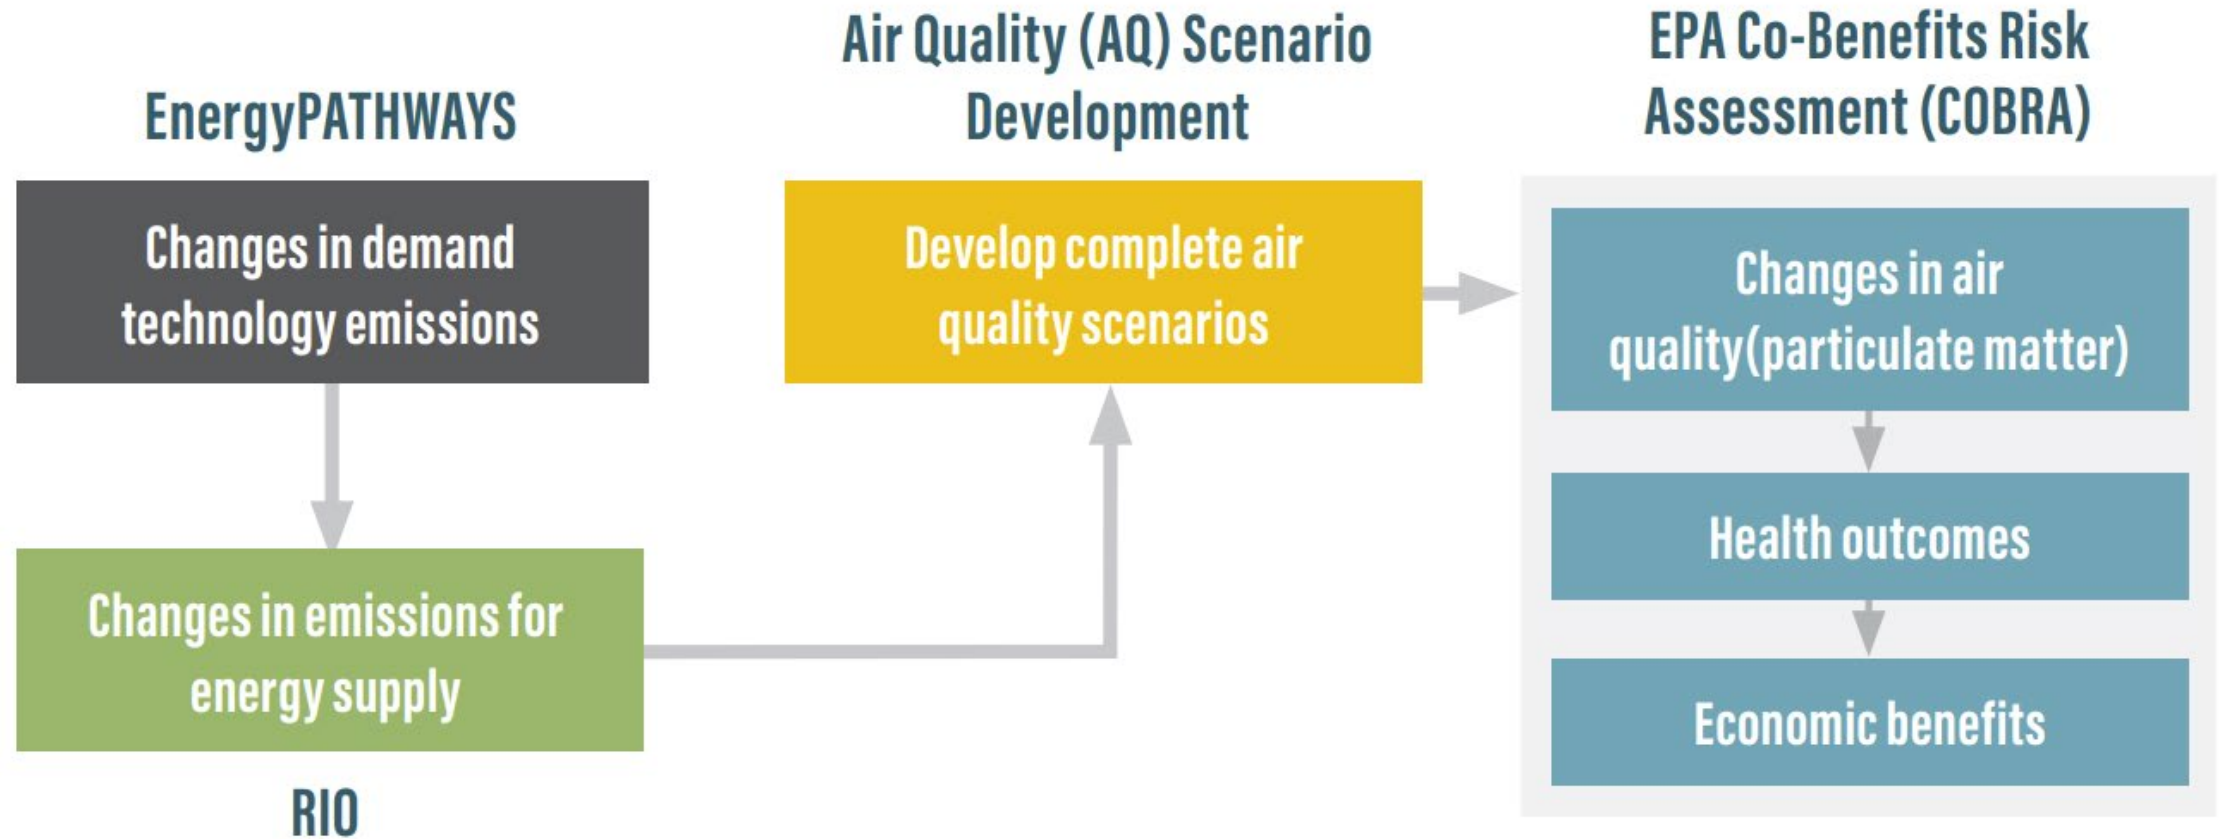 EnergyPATHWAYS
Changes in demand
technology emissions
Changes in emissions for
energy supply
RIO
Air Quality (AQ) Scenario
Development
Develop complete air
quality scenarios
EPA Co-Benefits Risk
Assessment (COBRA)
Changes in air
quality(particulate matter)
Health outcomes
Economic benefits